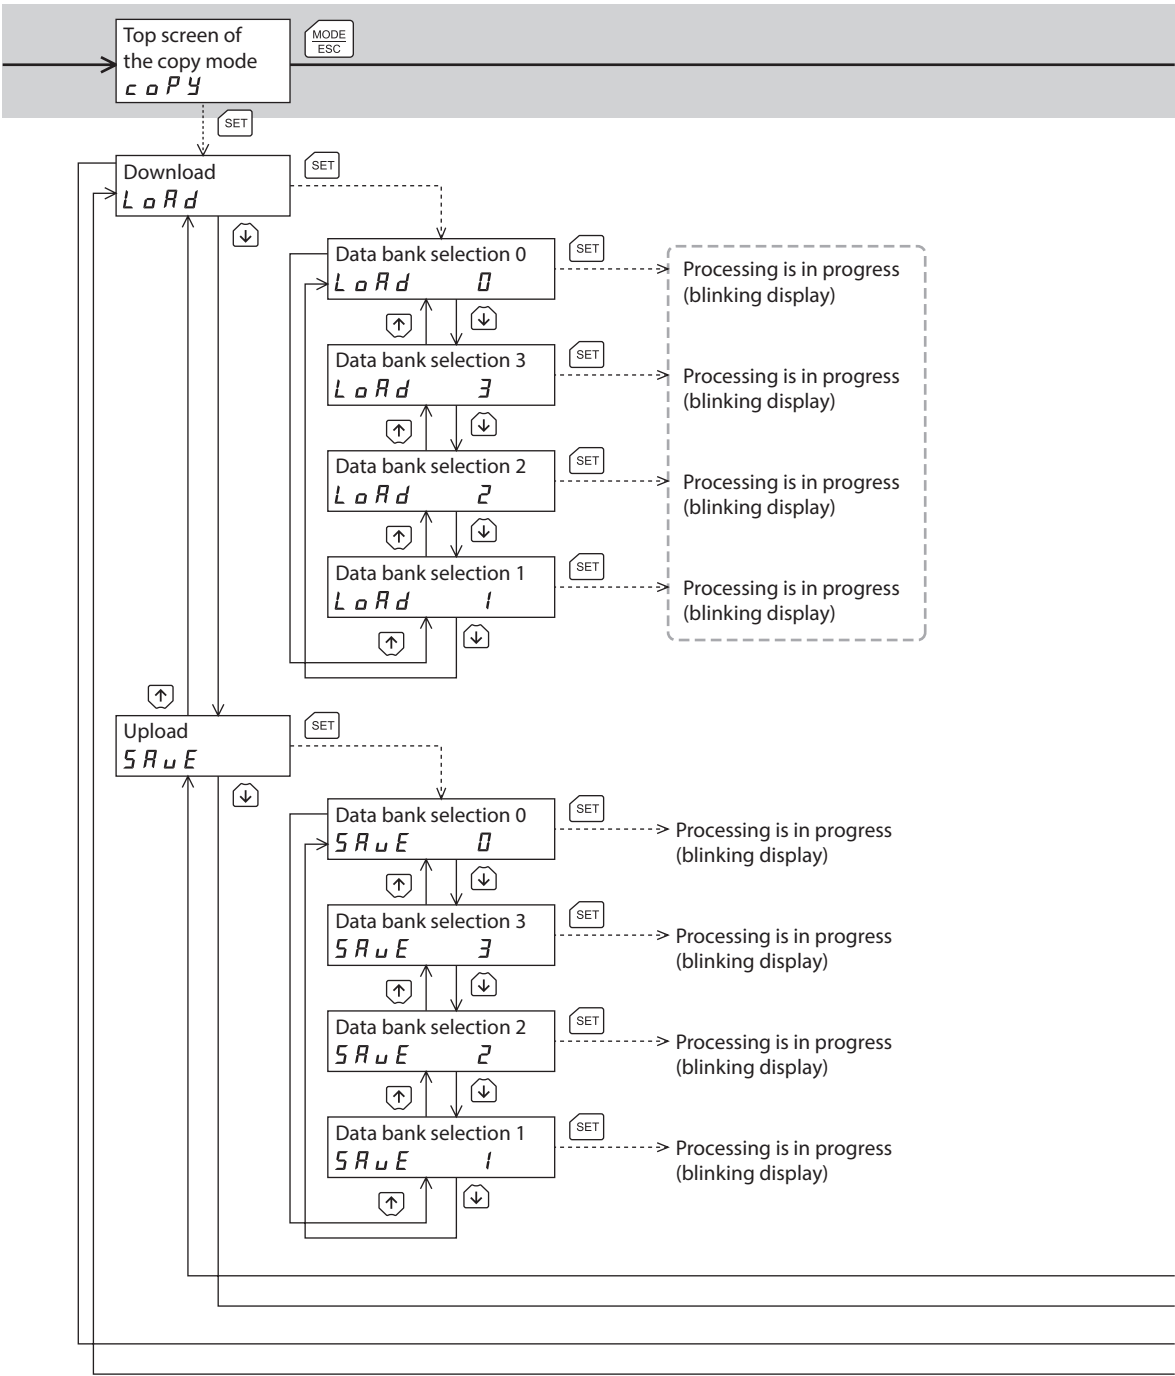 Top screen of
the copy mode
coPY
MODE
ESC
SET
Download
LoAd
SET
Data bank selection 0
LoAd 0
SET
Processing is in progress
(blinking display)
Data bank selection 3
LoAd 3
SET
Processing is in progress
(blinking display)
Data bank selection 2
LoAd 2
SET
Processing is in progress
(blinking display)
Data bank selection 1
LoAd 1
SET
Processing is in progress
(blinking display)
Upload
SAvE
SET
Data bank selection 0
SAvE 0
SET
Processing is in progress
(blinking display)
Data bank selection 3
SAvE 3
SET
Processing is in progress
(blinking display)
Data bank selection 2
SAvE 2
SET
Processing is in progress
(blinking display)
Data bank selection 1
SAvE 1
SET
Processing is in progress
(blinking display)